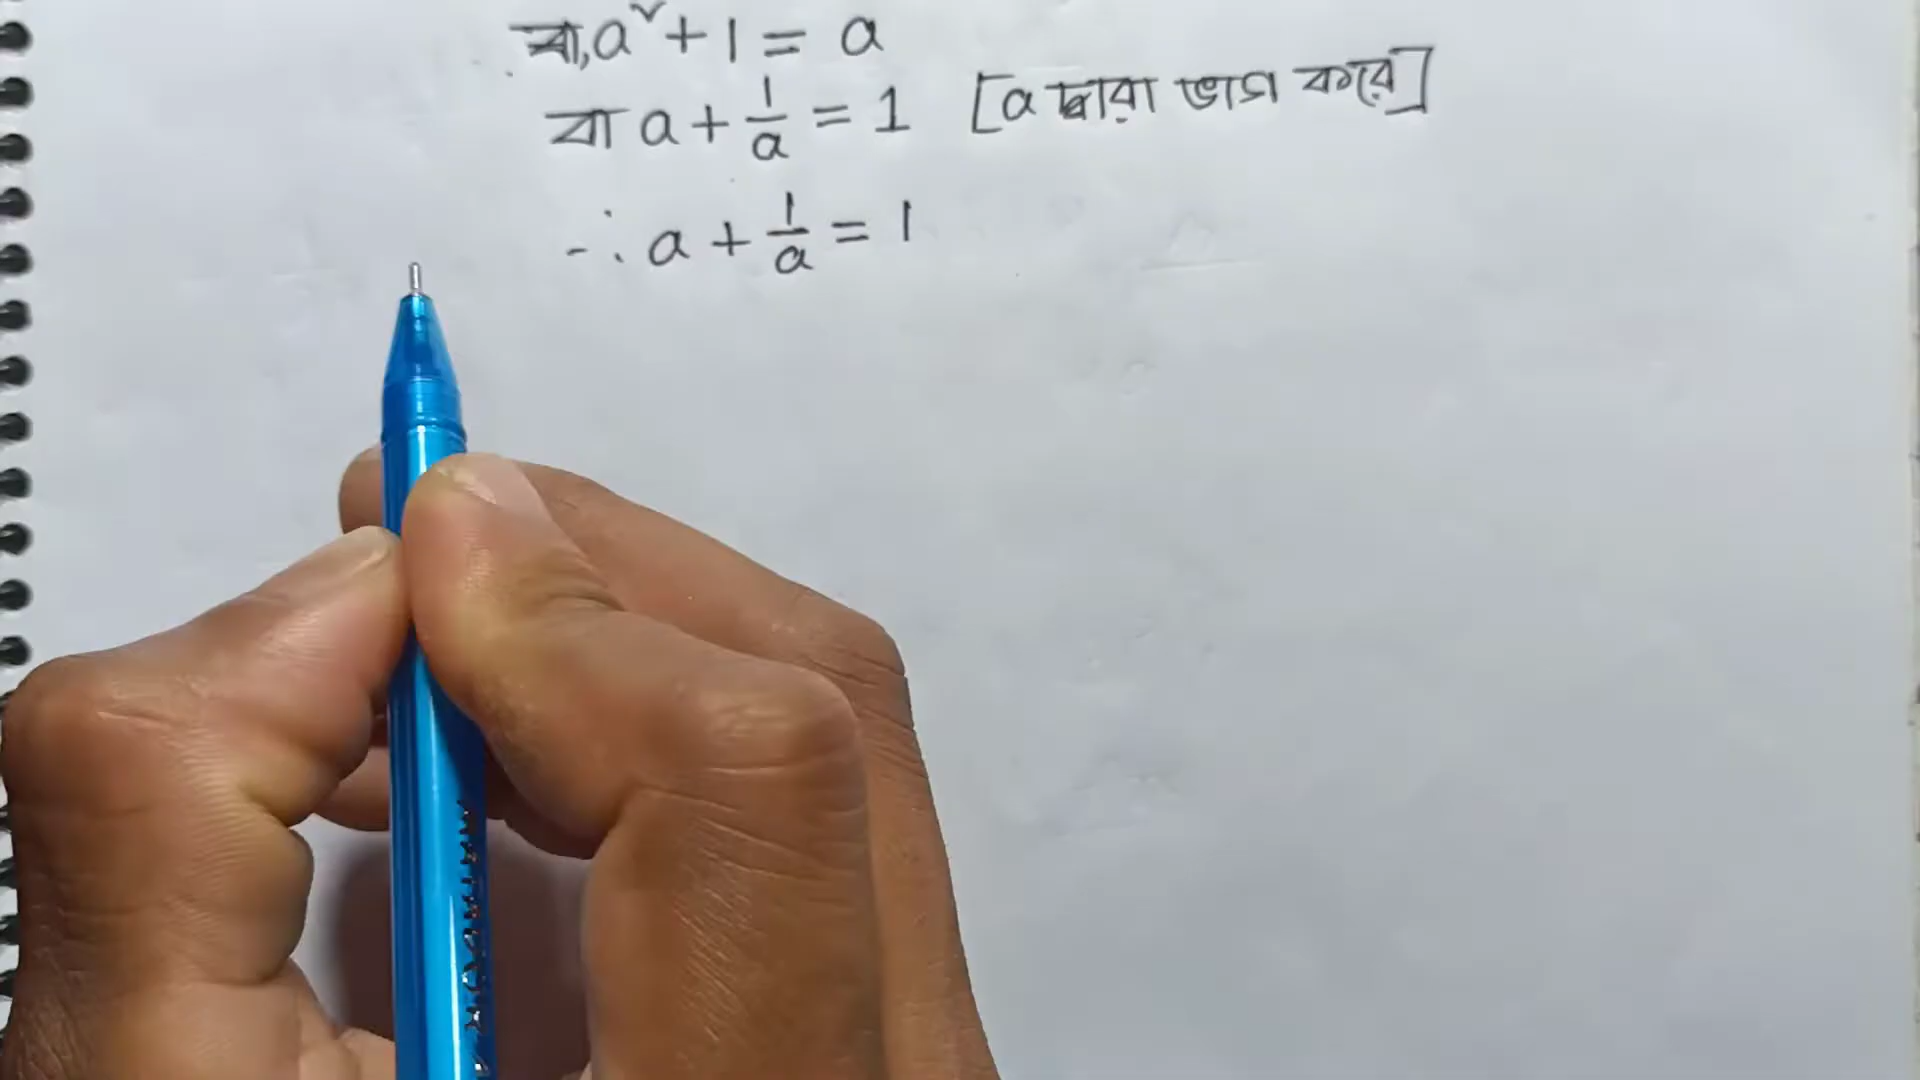 বা, a² + 1 = a
বা a + 1/a = 1 [a দ্বারা ভাগ করে]
∴ a + 1/a = 1